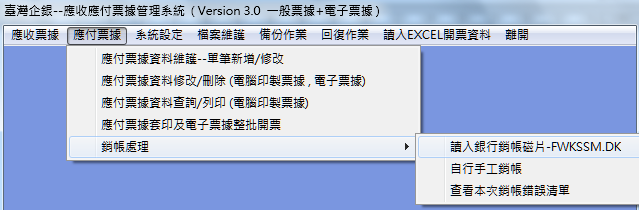 臺灣企銀--應收應付票據管理系統 ( Version 3.0 一般票據+電子票據 )
應收票據 應付票據 系統設定 檔案維護 備份作業 回復作業 讀入EXCEL開票資料 離開
應付票據資料維護--單筆新增/修改
應付票據資料修改/刪除 (電腦印製票據 , 電子票據)
應付票據資料查詢/列印 (電腦印製票據)
應付票據套印及電子票據整批開票
銷帳處理
讀入銀行銷帳磁片-FWKSSM.DK
自行手工銷帳
查看本次銷帳錯誤清單